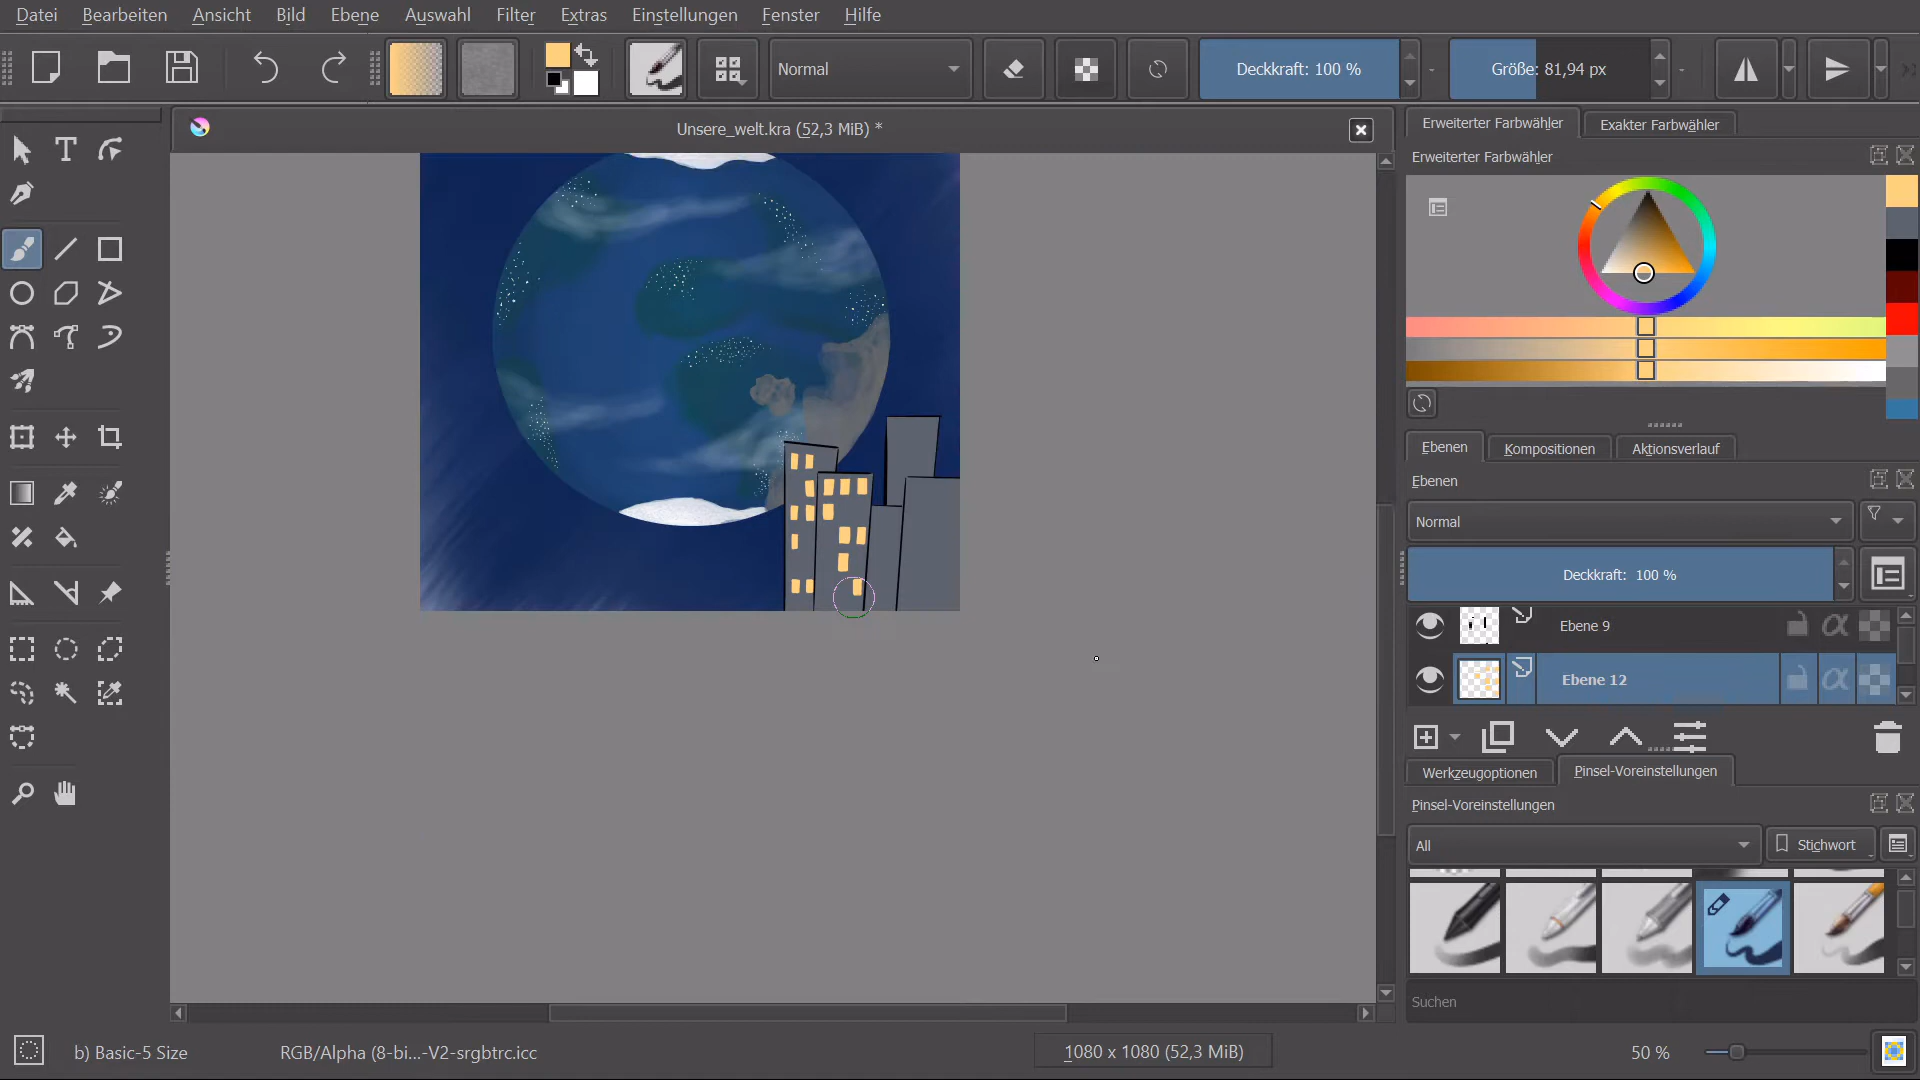 Datei Bearbeiten Ansicht Bild Ebene Auswahl Filter Extras Einstellungen Fenster Hilfe
Normal
Deckkraft: 100 %
Größe: 81,94 px
Unsere_welt.kra (52,3 MiB) *
Erweiterter Farbwähler
Exakter Farbwähler
Erweiterter Farbwähler
Ebenen
Kompositionen
Aktionsverlauf
Ebenen
Normal
Deckkraft: 100 %
Ebene 9
Ebene 12
Werkzeugoptionen
Pinsel-Voreinstellungen
Pinsel-Voreinstellungen
All
Stichwort
Suchen
b) Basic-5 Size
RGB/Alpha (8-bi...-V2-srgbtrc.icc
1080 x 1080 (52,3 MiB)
50 %